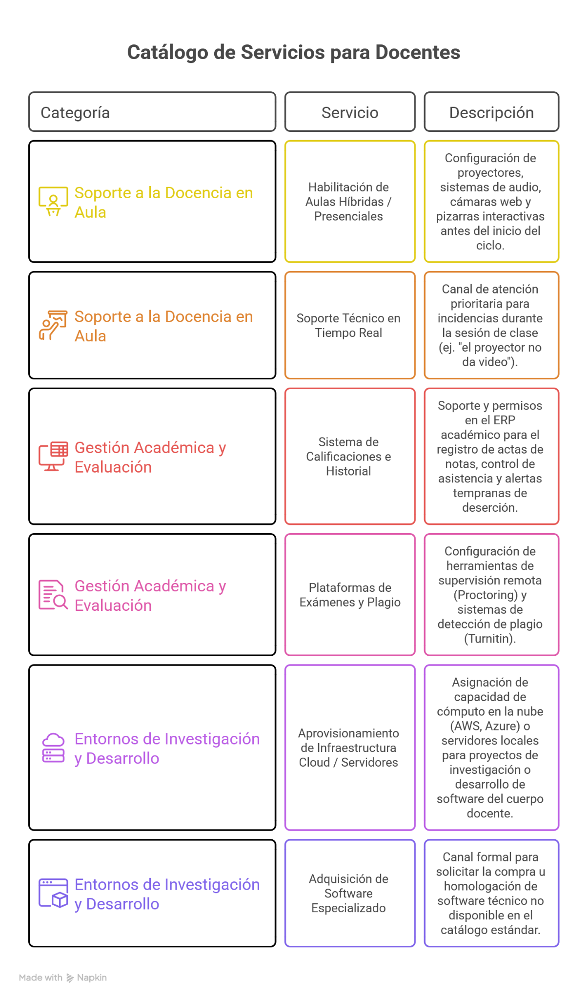 Catálogo de Servicios para Docentes
Categoría
Servicio
Descripción
Soporte a la Docencia en
Aula
Habilitación de
Aulas Híbridas /
Presenciales
Configuración de
proyectores,
sistemas de audio,
cámaras web y
pizarras interactivas
antes del inicio del
ciclo.
Soporte a la Docencia en
Aula
Soporte Técnico en
Tiempo Real
Canal de atención
prioritaria para
incidencias durante
la sesión de clase
(ej. "el proyector no
da video").
Gestión Académica y
Evaluación
Sistema de
Calificaciones e
Historial
Soporte y permisos
en el ERP
académico para el
registro de actas de
notas, control de
asistencia y alertas
tempranas de
deserción.
Gestión Académica y
Evaluación
Plataformas de
Exámenes y Plagio
Configuración de
herramientas de
supervisión remota
(Proctoring) y
sistemas de
detección de plagio
(Turnitin).
Entornos de Investigación
y Desarrollo
Aprovisionamiento
de Infraestructura
Cloud / Servidores
Asignación de
capacidad de
cómputo en la nube
(AWS, Azure) o
servidores locales
para proyectos de
investigación o
desarrollo de
software del cuerpo
docente.
Entornos de Investigación
y Desarrollo
Adquisición de
Software
Especializado
Canal formal para
solicitar la compra u
homologación de
software técnico no
disponible en el
catálogo estándar.
Made with Napkin